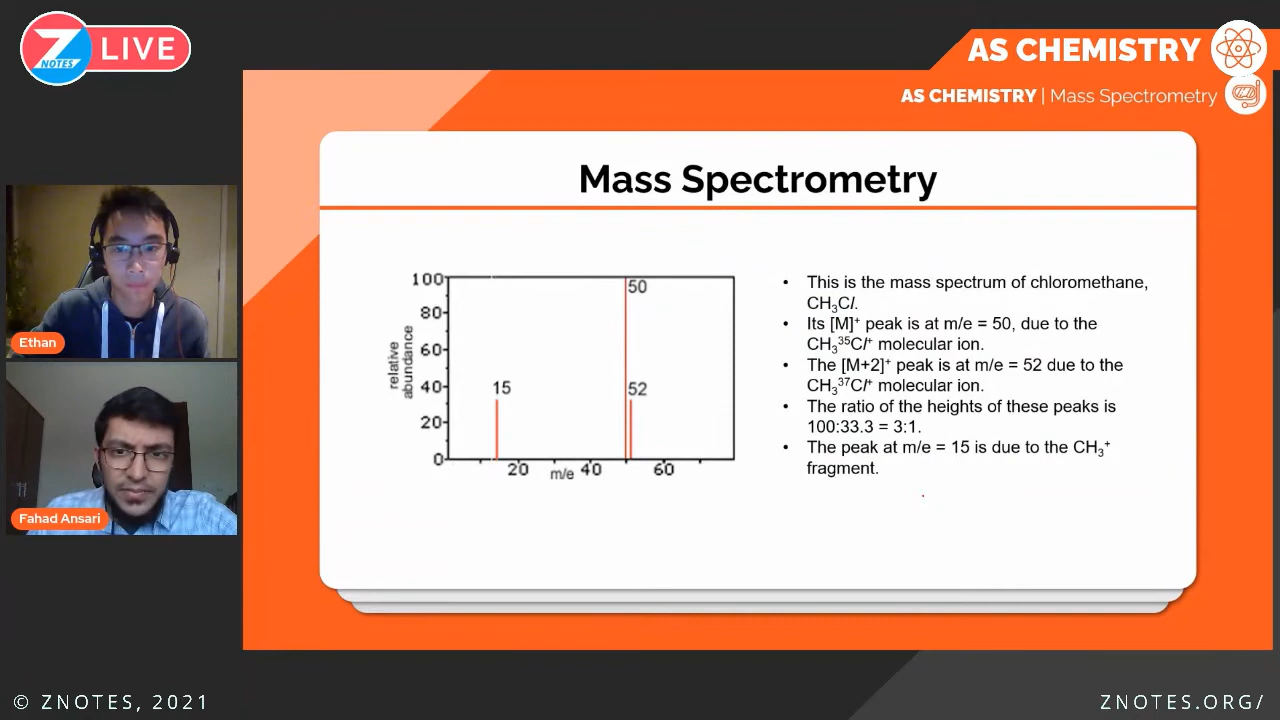 Z
NOTES
LIVE
AS CHEMISTRY
AS CHEMISTRY | Mass Spectrometry
Mass Spectrometry
100
80
60
40
20
0
relative
abundance
15
50
52
20
40
60
m/e
• This is the mass spectrum of chloromethane,
CH₃Cl.
• Its [M]⁺ peak is at m/e = 50, due to the
CH₃³⁵Cl⁺ molecular ion.
• The [M+2]⁺ peak is at m/e = 52 due to the
CH₃³⁷Cl⁺ molecular ion.
• The ratio of the heights of these peaks is
100:33.3 = 3:1.
• The peak at m/e = 15 is due to the CH₃⁺
fragment.
Ethan
Fahad Ansari
© ZNOTES, 2021
ZNOTES.ORG/